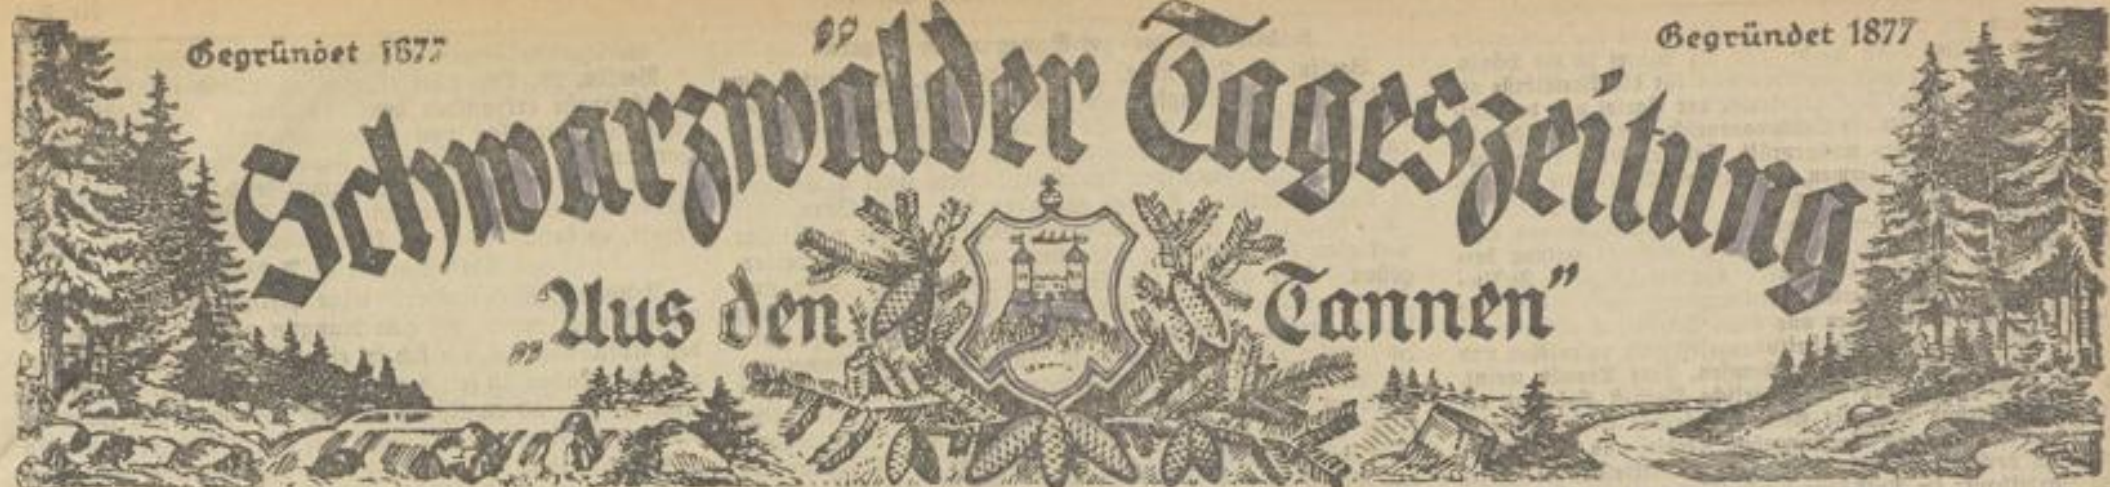 Gegründet 1877
Gegründet 1877
Schwarzwälder Tageszeitung
„Aus den Tannen"